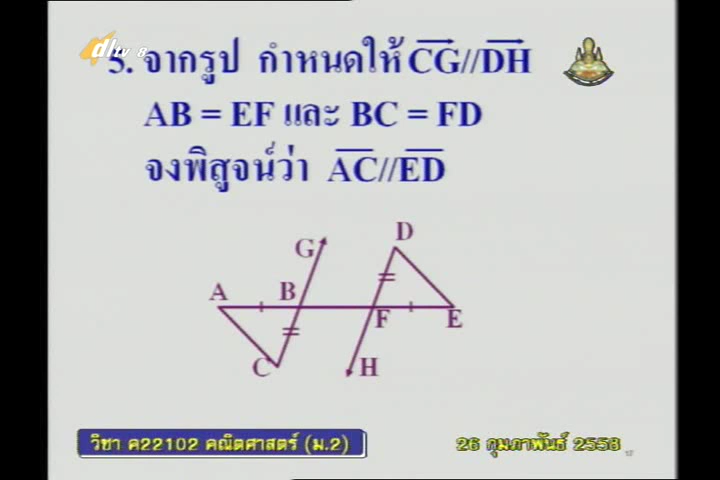 dltv 8
5. จากรูป กำหนดให้ CG//DH
AB = EF และ BC = FD
จงพิสูจน์ว่า AC//ED
G
D
A
B
F
E
C
H
วิชา ค22102 คณิตศาสตร์ (ม.2)
26 กุมภาพันธ์ 2558
17